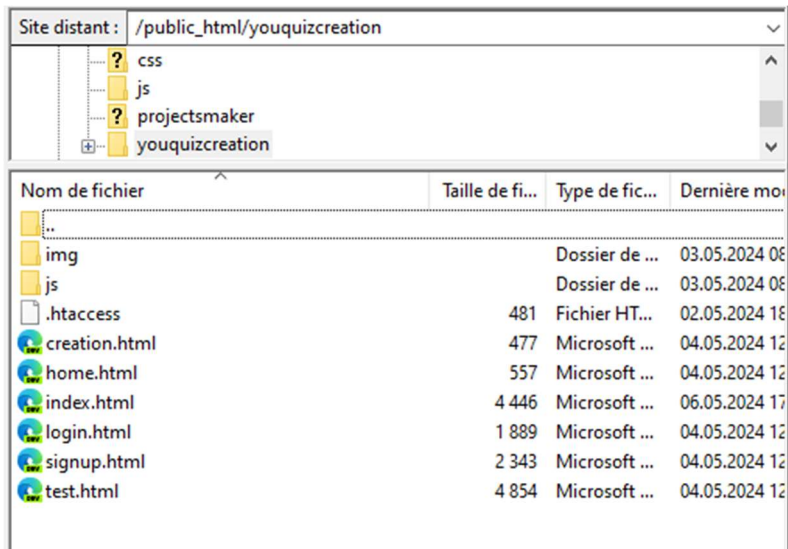 Site distant : /public_html/youquizcreation
css
js
projectsmaker
youquizcreation
Nom de fichier Taille de fi... Type de fic... Dernière mo
..
img Dossier de ... 03.05.2024 08
js Dossier de ... 03.05.2024 08
.htaccess 481 Fichier HT... 02.05.2024 18
creation.html 477 Microsoft ... 04.05.2024 12
home.html 557 Microsoft ... 04.05.2024 12
index.html 4 446 Microsoft ... 06.05.2024 17
login.html 1 889 Microsoft ... 04.05.2024 12
signup.html 2 343 Microsoft ... 04.05.2024 12
test.html 4 854 Microsoft ... 04.05.2024 12